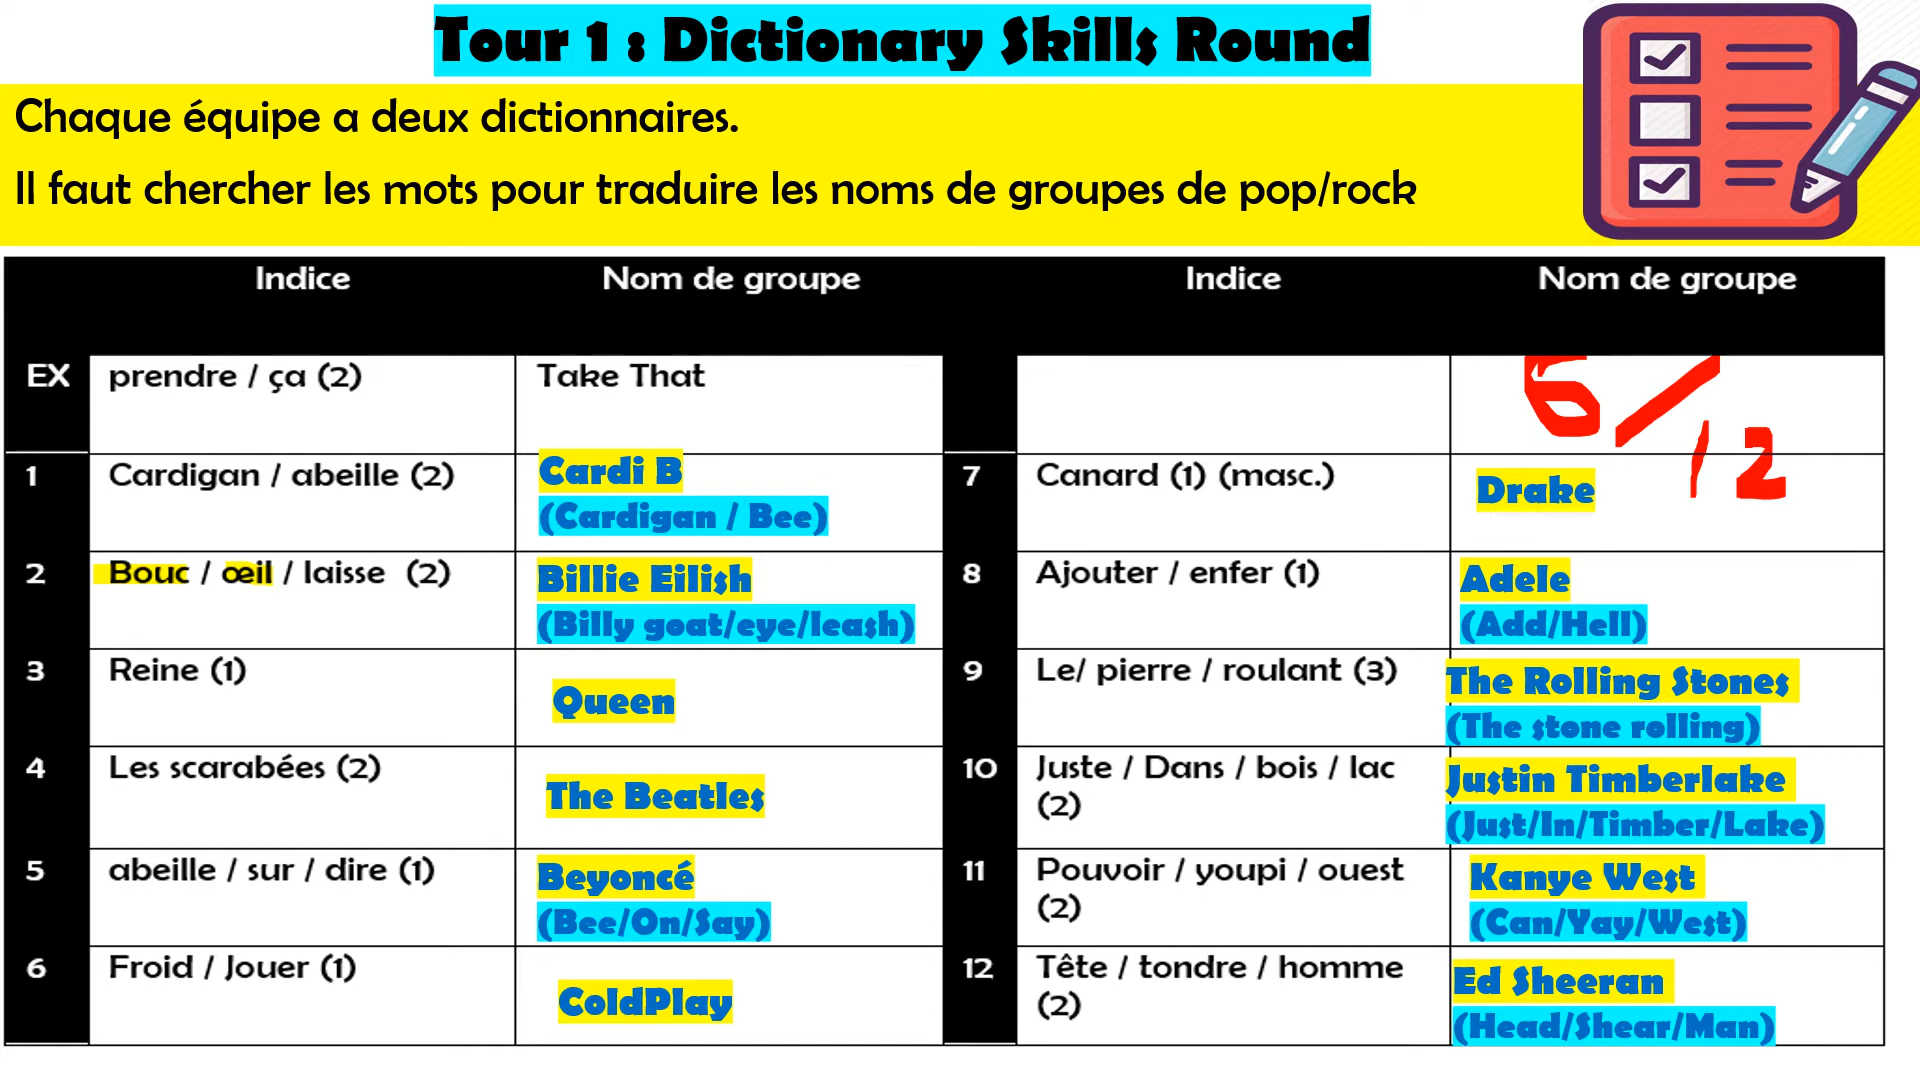 Tour 1 : Dictionary Skills Round
Chaque équipe a deux dictionnaires.
Il faut chercher les mots pour traduire les noms de groupes de pop/rock
Indice Nom de groupe Indice Nom de groupe
EX prendre / ça (2) Take That
6/12
1 Cardigan / abeille (2) Cardi B
(Cardigan / Bee)
7 Canard (1) (masc.) Drake
2 Bouc / œil / laisse (2) Billie Eilish
(Billy goat/eye/leash)
8 Ajouter / enfer (1) Adele
(Add/Hell)
3 Reine (1) Queen
9 Le/ pierre / roulant (3) The Rolling Stones
(The stone rolling)
4 Les scarabées (2) The Beatles
10 Juste / Dans / bois / lac
(2)
Justin Timberlake
(Just/In/Timber/Lake)
5 abeille / sur / dire (1) Beyoncé
(Bee/On/Say)
11 Pouvoir / youpi / ouest
(2)
Kanye West
(Can/Yay/West)
6 Froid / Jouer (1) ColdPlay
12 Tête / tondre / homme
(2)
Ed Sheeran
(Head/Shear/Man)